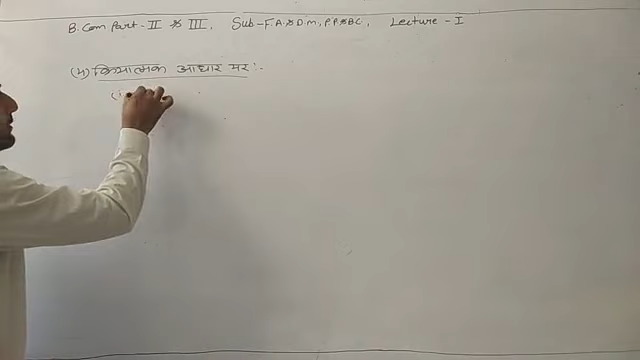 B. Com Part - II & III, Sub - F.A. & D.M, P.P. & B.C., Lecture - I
(4) क्रियात्मक आधार पर :-
(i